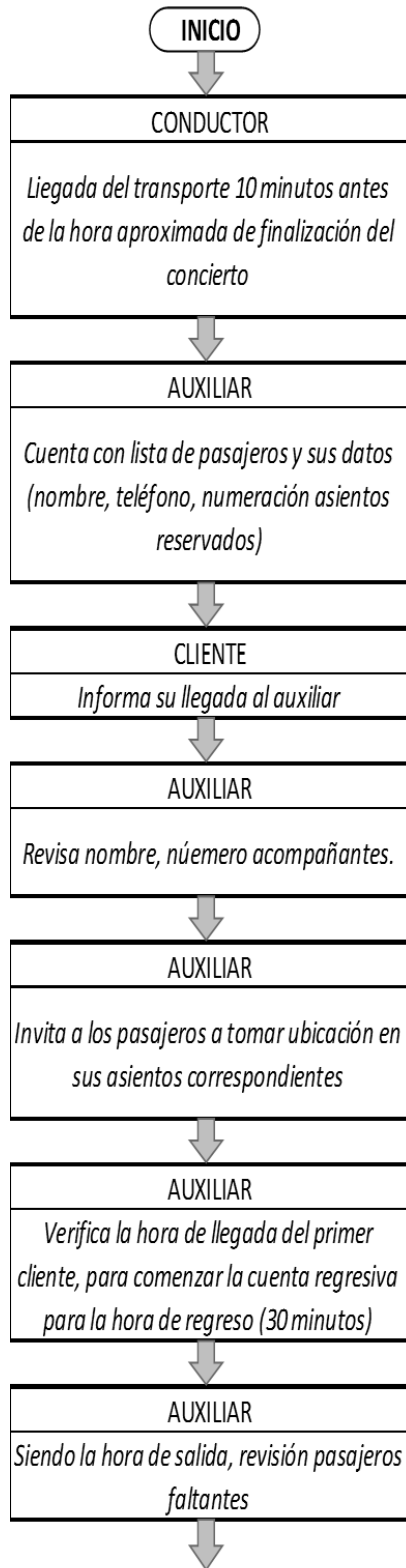 INICIO
CONDUCTOR
Llegada del transporte 10 minutos antes
de la hora aproximada de finalización del
concierto
AUXILIAR
Cuenta con lista de pasajeros y sus datos
(nombre, teléfono, numeración asientos
reservados)
CLIENTE
Informa su llegada al auxiliar
AUXILIAR
Revisa nombre, núemero acompañantes.
AUXILIAR
Invita a los pasajeros a tomar ubicación en
sus asientos correspondientes
AUXILIAR
Verifica la hora de llegada del primer
cliente, para comenzar la cuenta regresiva
para la hora de regreso (30 minutos)
AUXILIAR
Siendo la hora de salida, revisión pasajeros
faltantes